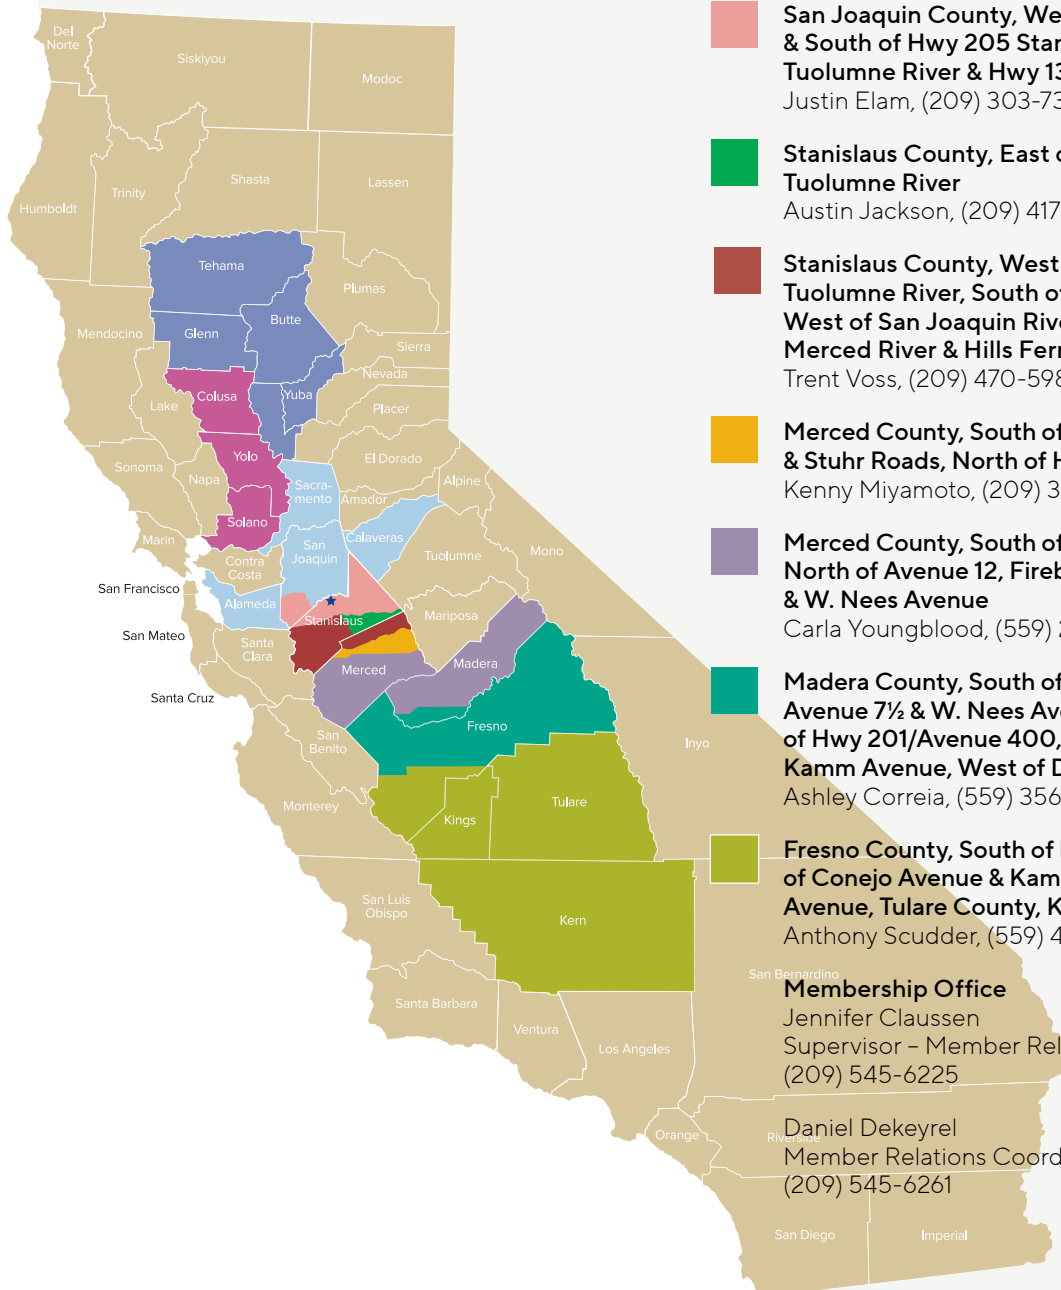 Del
Norte
Siskiyou
Modoc
Humboldt
Trinity
Shasta
Lassen
Tehama
Plumas
Mendocino
Glenn
Butte
Sierra
Nevada
Lake
Colusa
Yuba
Placer
Sonoma
Napa
Yolo
El Dorado
Sacra-
mento
Amador
Alpine
Marin
Solano
Contra
Costa
San
Joaquin
Calaveras
Tuolumne
Mono
San Francisco
Alameda
Stanislaus
Mariposa
San Mateo
Santa
Clara
Merced
Madera
Santa Cruz
San
Benito
Fresno
Inyo
Monterey
Kings
Tulare
San Luis
Obispo
Kern
San Bernardino
Santa Barbara
Ventura
Los Angeles
Orange
Riverside
San Diego
Imperial
San Joaquin County, We
& South of Hwy 205 Star
Tuolumne River & Hwy 13
Justin Elam, (209) 303-73
Stanislaus County, East o
Tuolumne River
Austin Jackson, (209) 417
Stanislaus County, West
Tuolumne River, South of
West of San Joaquin Rive
Merced River & Hills Ferr
Trent Voss, (209) 470-598
Merced County, South of
& Stuhr Roads, North of H
Kenny Miyamoto, (209) 3
Merced County, South of
North of Avenue 12, Fireb
& W. Nees Avenue
Carla Youngblood, (559) 2
Madera County, South of
Avenue 7½ & W. Nees Ave
of Hwy 201/Avenue 400,
Kamm Avenue, West of D
Ashley Correia, (559) 356
Fresno County, South of
of Conejo Avenue & Kam
Avenue, Tulare County, K
Anthony Scudder, (559) 4
Membership Office
Jennifer Claussen
Supervisor – Member Rel
(209) 545-6225
Daniel Dekeyrel
Member Relations Coord
(209) 545-6261